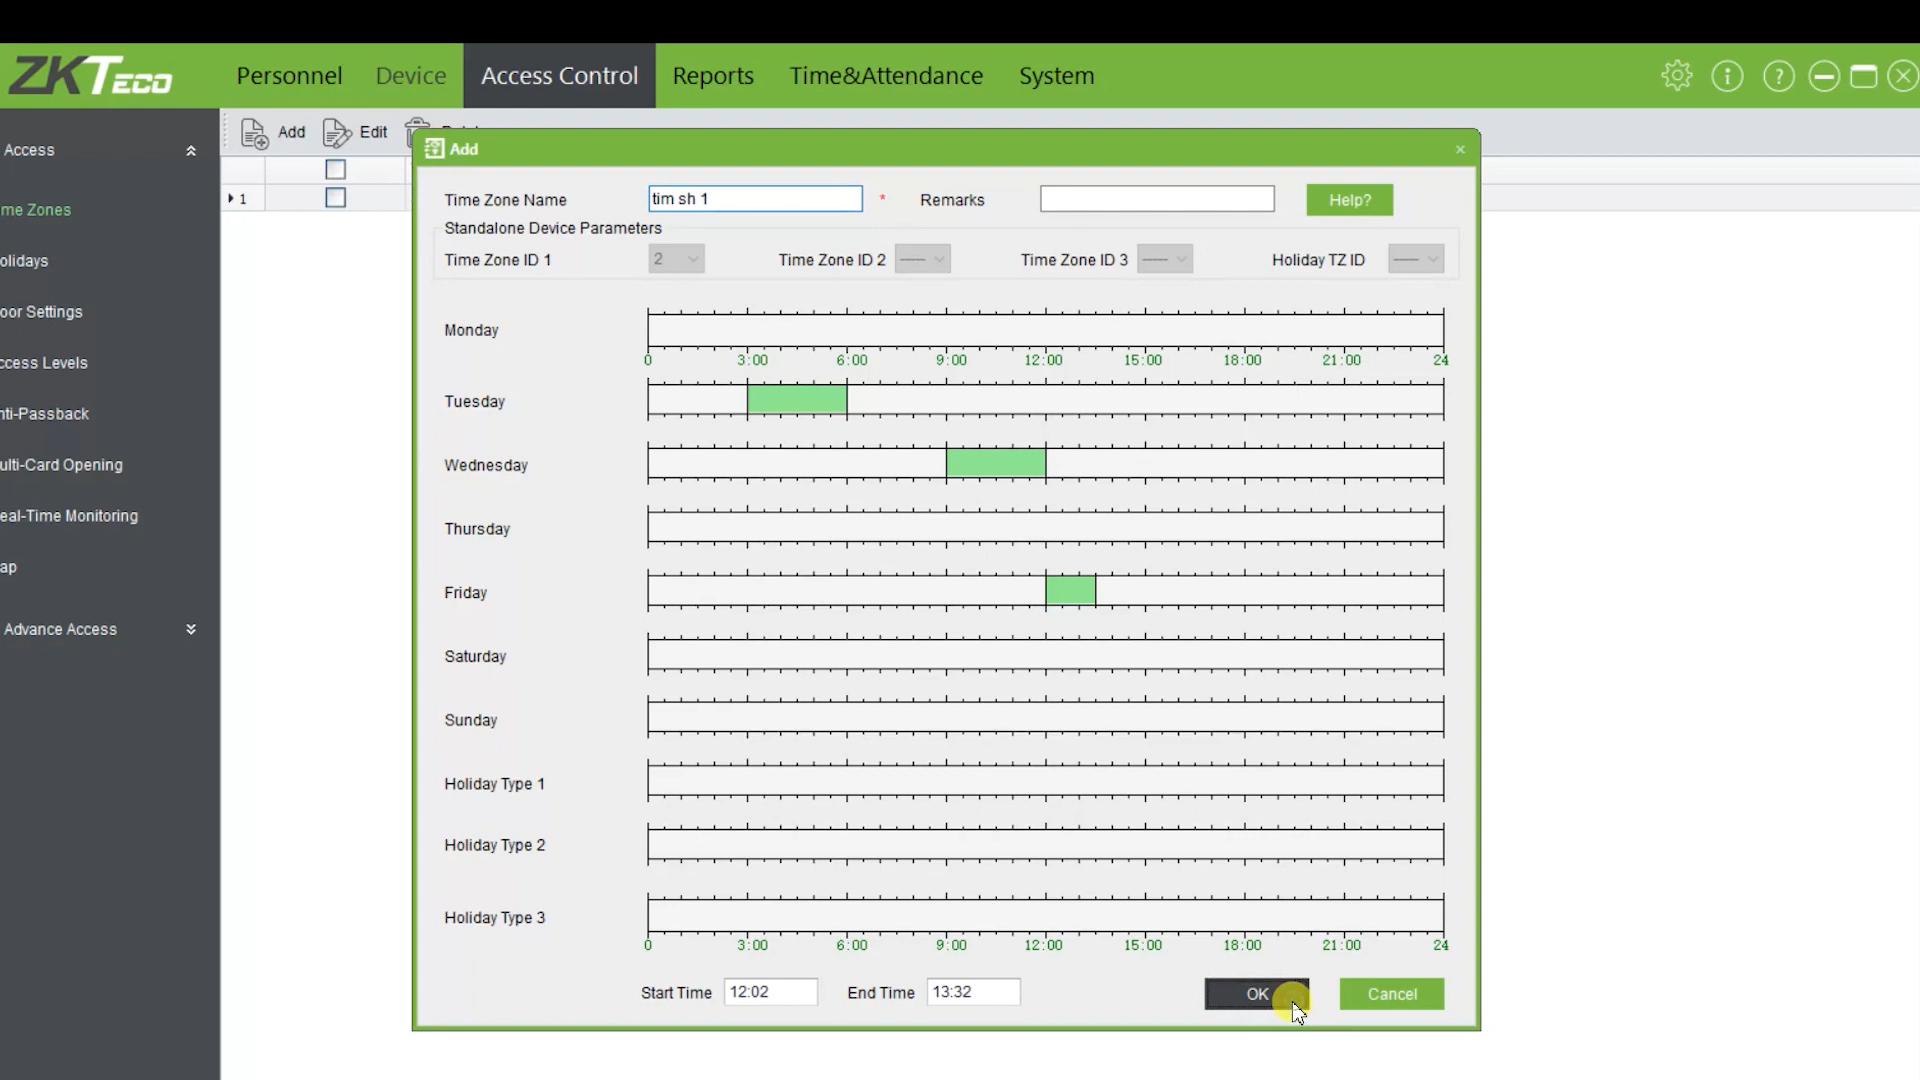 ZKTECO
Personnel Device Access Control Reports Time&Attendance System
Add Edit
Access
me Zones
olidays
oor Settings
ccess Levels
nti-Passback
ulti-Card Opening
eal-Time Monitoring
ap
Advance Access
1
Add
Time Zone Name tim sh 1 * Remarks Help?
Standalone Device Parameters
Time Zone ID 1 2 Time Zone ID 2 Time Zone ID 3 Holiday TZ ID
Monday
0 3:00 6:00 9:00 12:00 15:00 18:00 21:00 24
Tuesday
Wednesday
Thursday
Friday
Saturday
Sunday
Holiday Type 1
Holiday Type 2
Holiday Type 3
0 3:00 6:00 9:00 12:00 15:00 18:00 21:00 24
Start Time 12:02 End Time 13:32 OK Cancel